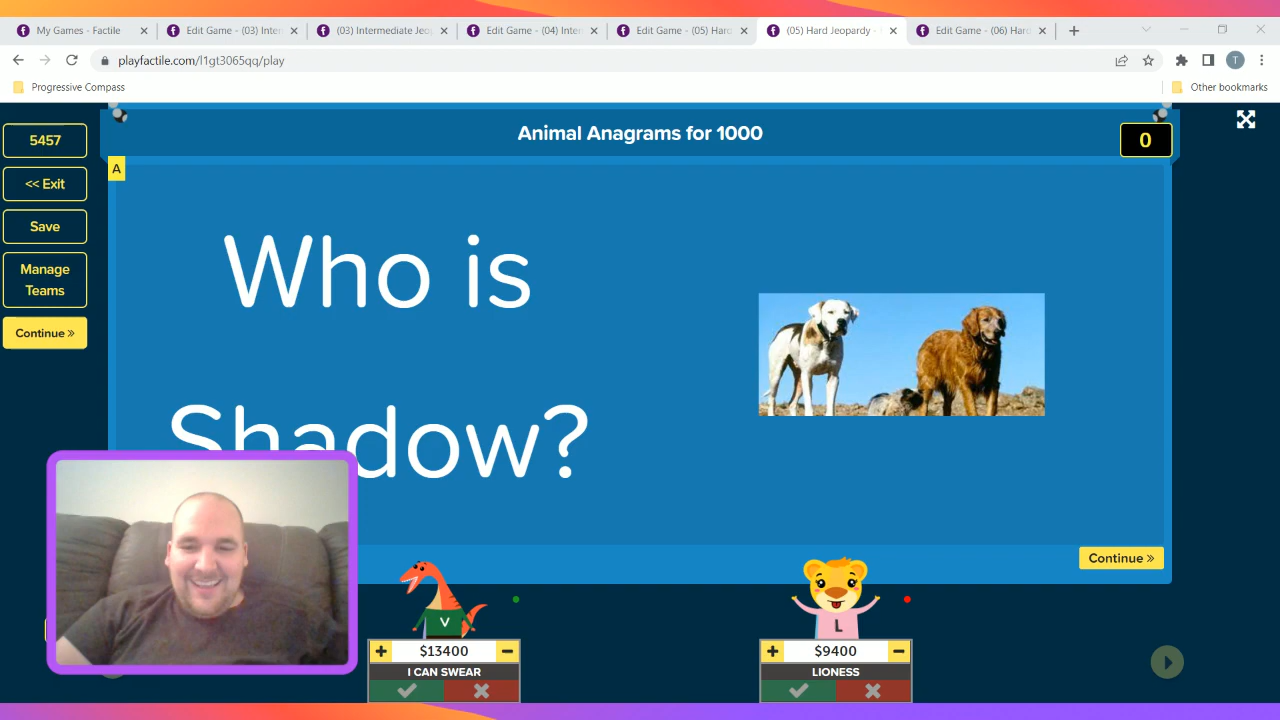 My Games - Factile
Edit Game - (03) Inter
(03) Intermediate Jeo
Edit Game - (04) Inter
Edit Game - (05) Hard
(05) Hard Jeopardy -
Edit Game - (06) Hard
playfactile.com/l1gt3065qq/play
T
Progressive Compass
Other bookmarks
5457
<< Exit
Save
Manage
Teams
Continue »
Animal Anagrams for 1000
0
A
Who is
Shadow?
Continue »
V
L
+ $13400 −
I CAN SWEAR
+ $9400 −
LIONESS